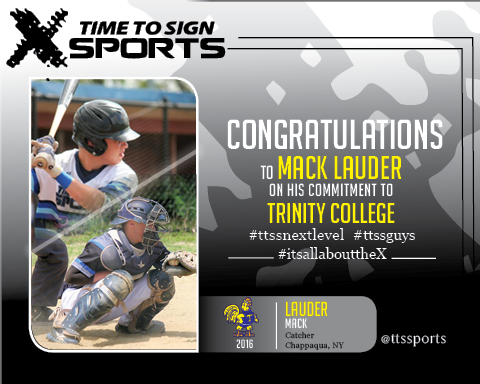 TIME TO SIGN
SPORTS
CONGRATULATIONS
TO MACK LAUDER
ON HIS COMMITMENT TO
TRINITY COLLEGE
#ttssnextlevel #ttssguys
#itsallabouttheX
LAUDER
MACK
Catcher
Chappaqua, NY
2016
@ttssports